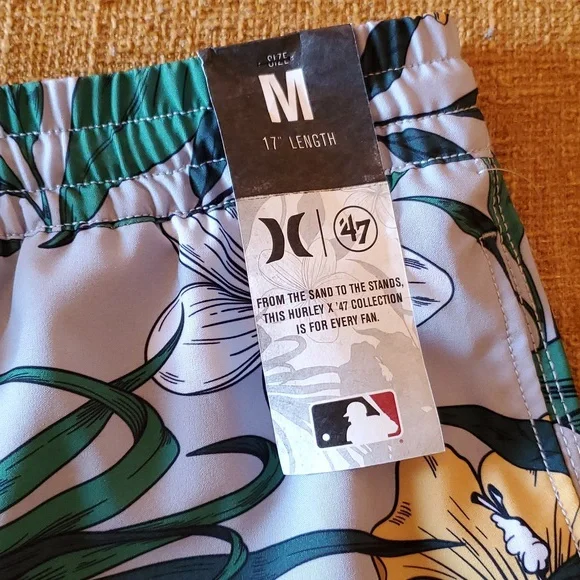 SIZE
M
17" LENGTH
'47
FROM THE SAND TO THE STANDS,
THIS HURLEY X '47 COLLECTION
IS FOR EVERY FAN.